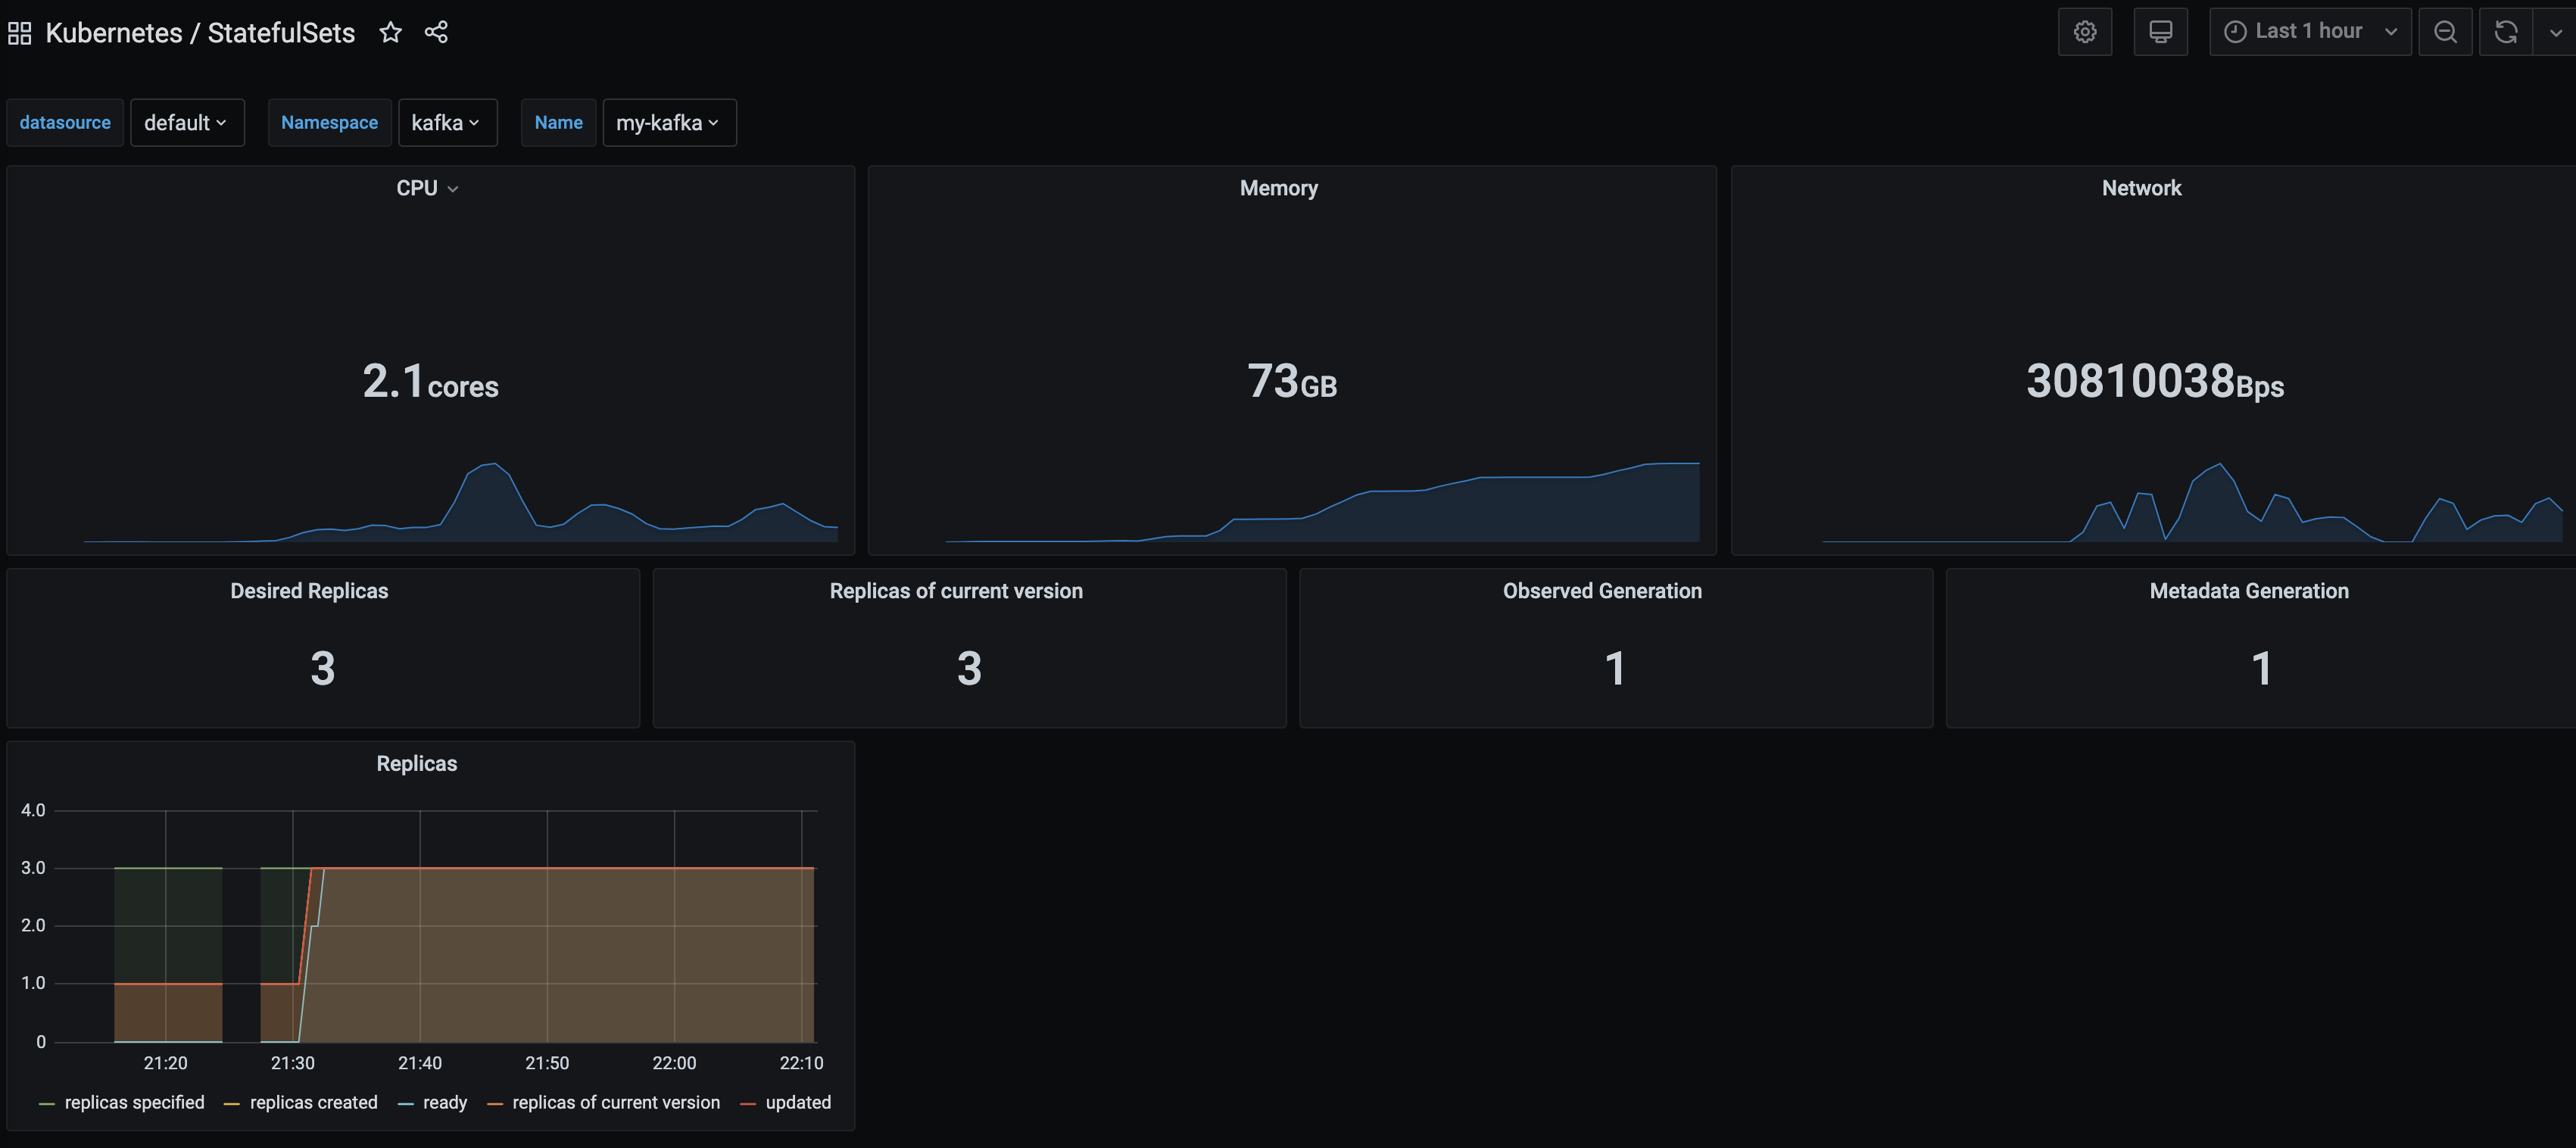 Kubernetes / StatefulSets
Last 1 hour
datasource default Namespace kafka Name my-kafka
CPU
2.1cores
Memory
73GB
Network
30810038Bps
Desired Replicas
3
Replicas of current version
3
Observed Generation
1
Metadata Generation
1
Replicas
4.0
3.0
2.0
1.0
0
21:20 21:30 21:40 21:50 22:00 22:10
replicas specified replicas created ready replicas of current version updated